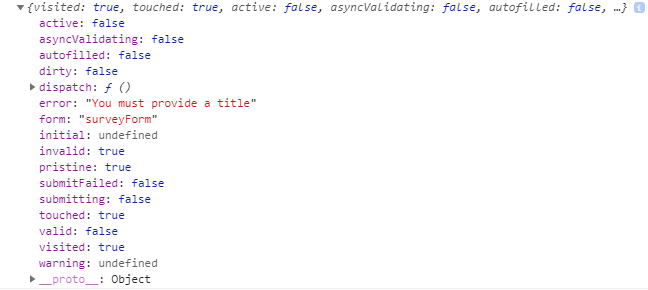 {visited: true, touched: true, active: false, asyncValidating: false, autofilled: false, …} i
active: false
asyncValidating: false
autofilled: false
dirty: false
dispatch: ƒ ()
error: "You must provide a title"
form: "surveyForm"
initial: undefined
invalid: true
pristine: true
submitFailed: false
submitting: false
touched: true
valid: false
visited: true
warning: undefined
__proto__: Object